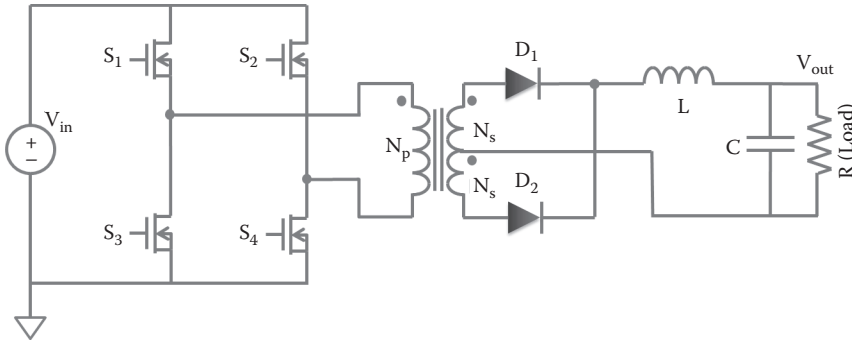 S1
S2
Vin
+
−
S3
S4
Np
Ns
Ns
D1
D2
L
Vout
C
R (Load)